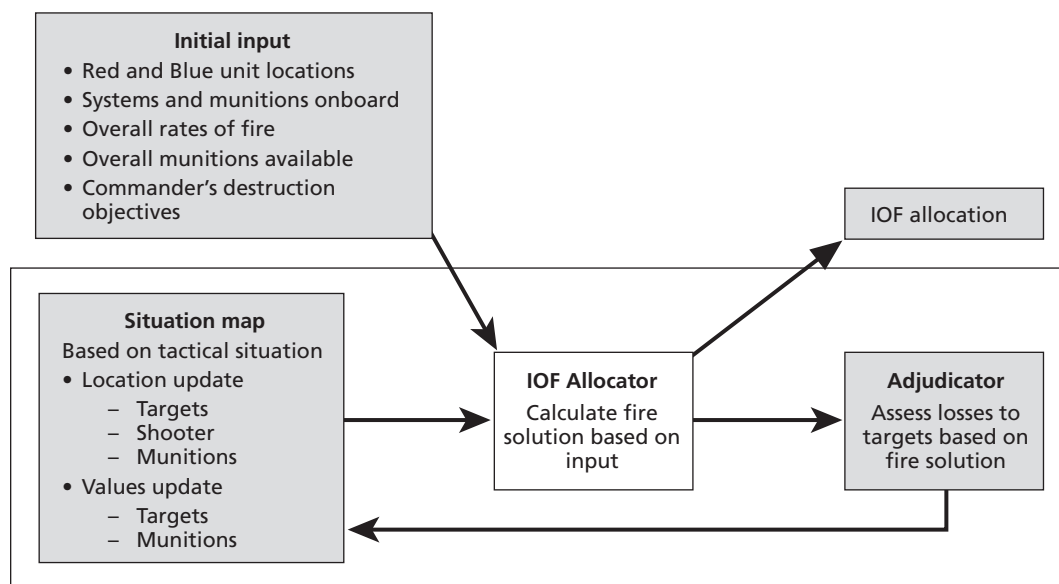 Initial input
• Red and Blue unit locations
• Systems and munitions onboard
• Overall rates of fire
• Overall munitions available
• Commander’s destruction
objectives
IOF allocation
Situation map
Based on tactical situation
• Location update
– Targets
– Shooter
– Munitions
• Values update
– Targets
– Munitions
IOF Allocator
Calculate fire
solution based on
input
Adjudicator
Assess losses to
targets based on
fire solution